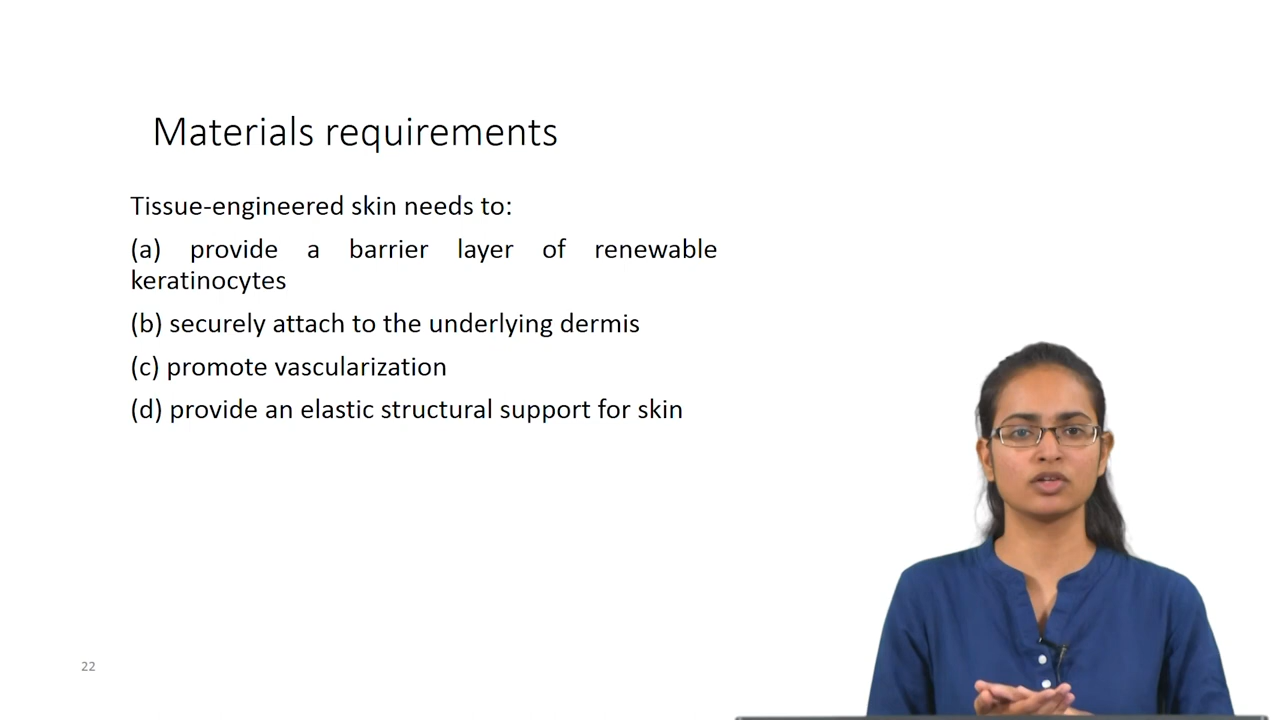 Materials requirements
Tissue-engineered skin needs to:
(a) provide a barrier layer of renewable
keratinocytes
(b) securely attach to the underlying dermis
(c) promote vascularization
(d) provide an elastic structural support for skin
22